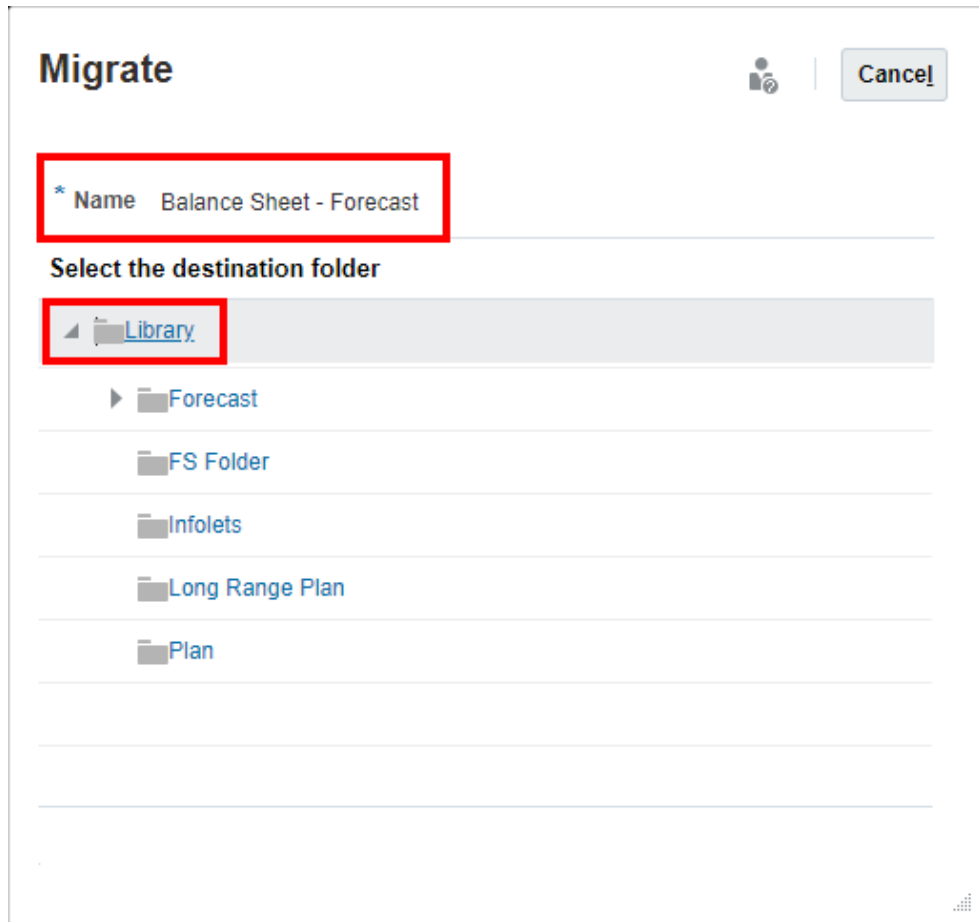 Migrate
Cancel
* Name Balance Sheet - Forecast
Select the destination folder
Library
Forecast
FS Folder
Infolets
Long Range Plan
Plan